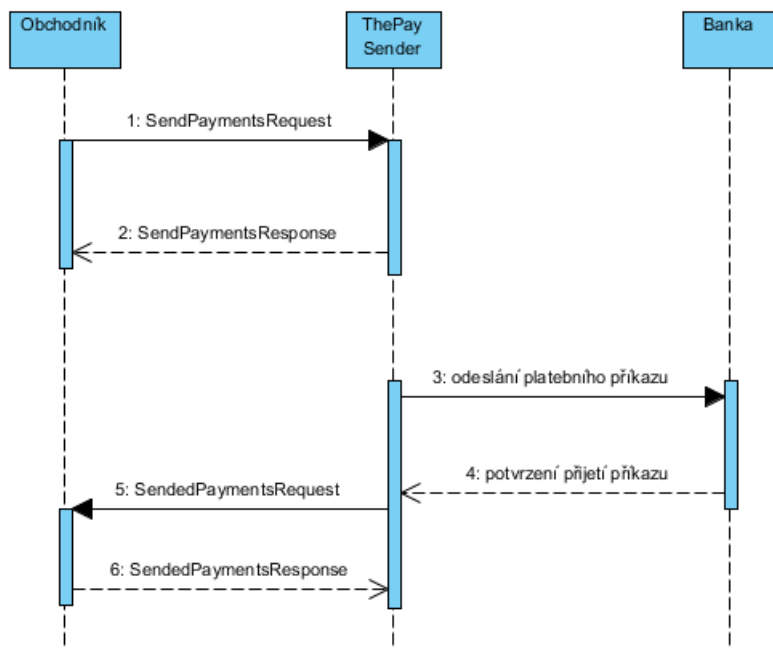 Obchodník
ThePay
Sender
Banka
1: SendPaymentsRequest
2: SendPaymentsResponse
3: odeslání platebního příkazu
4: potvrzení přijetí příkazu
5: SendedPaymentsRequest
6: SendedPaymentsResponse